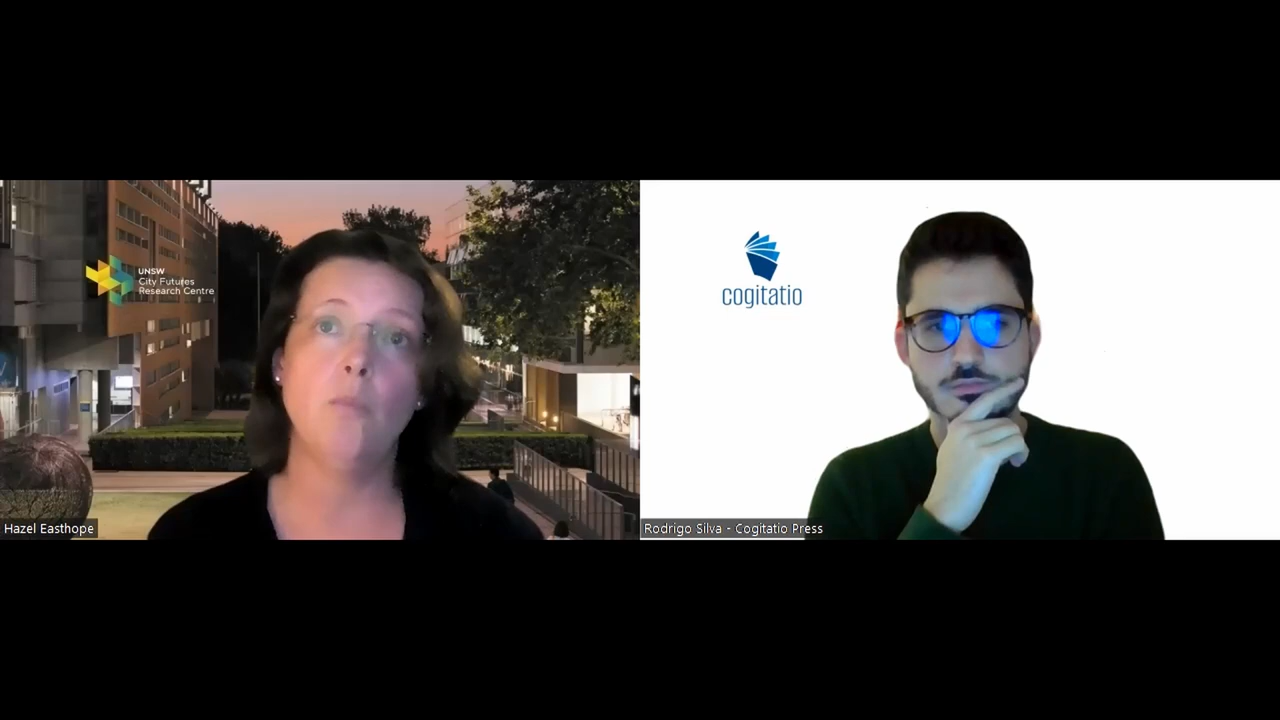 UNSW
City Futures
Research Centre
cogitatio
Hazel Easthope
Rodrigo Silva - Cogitatio Press